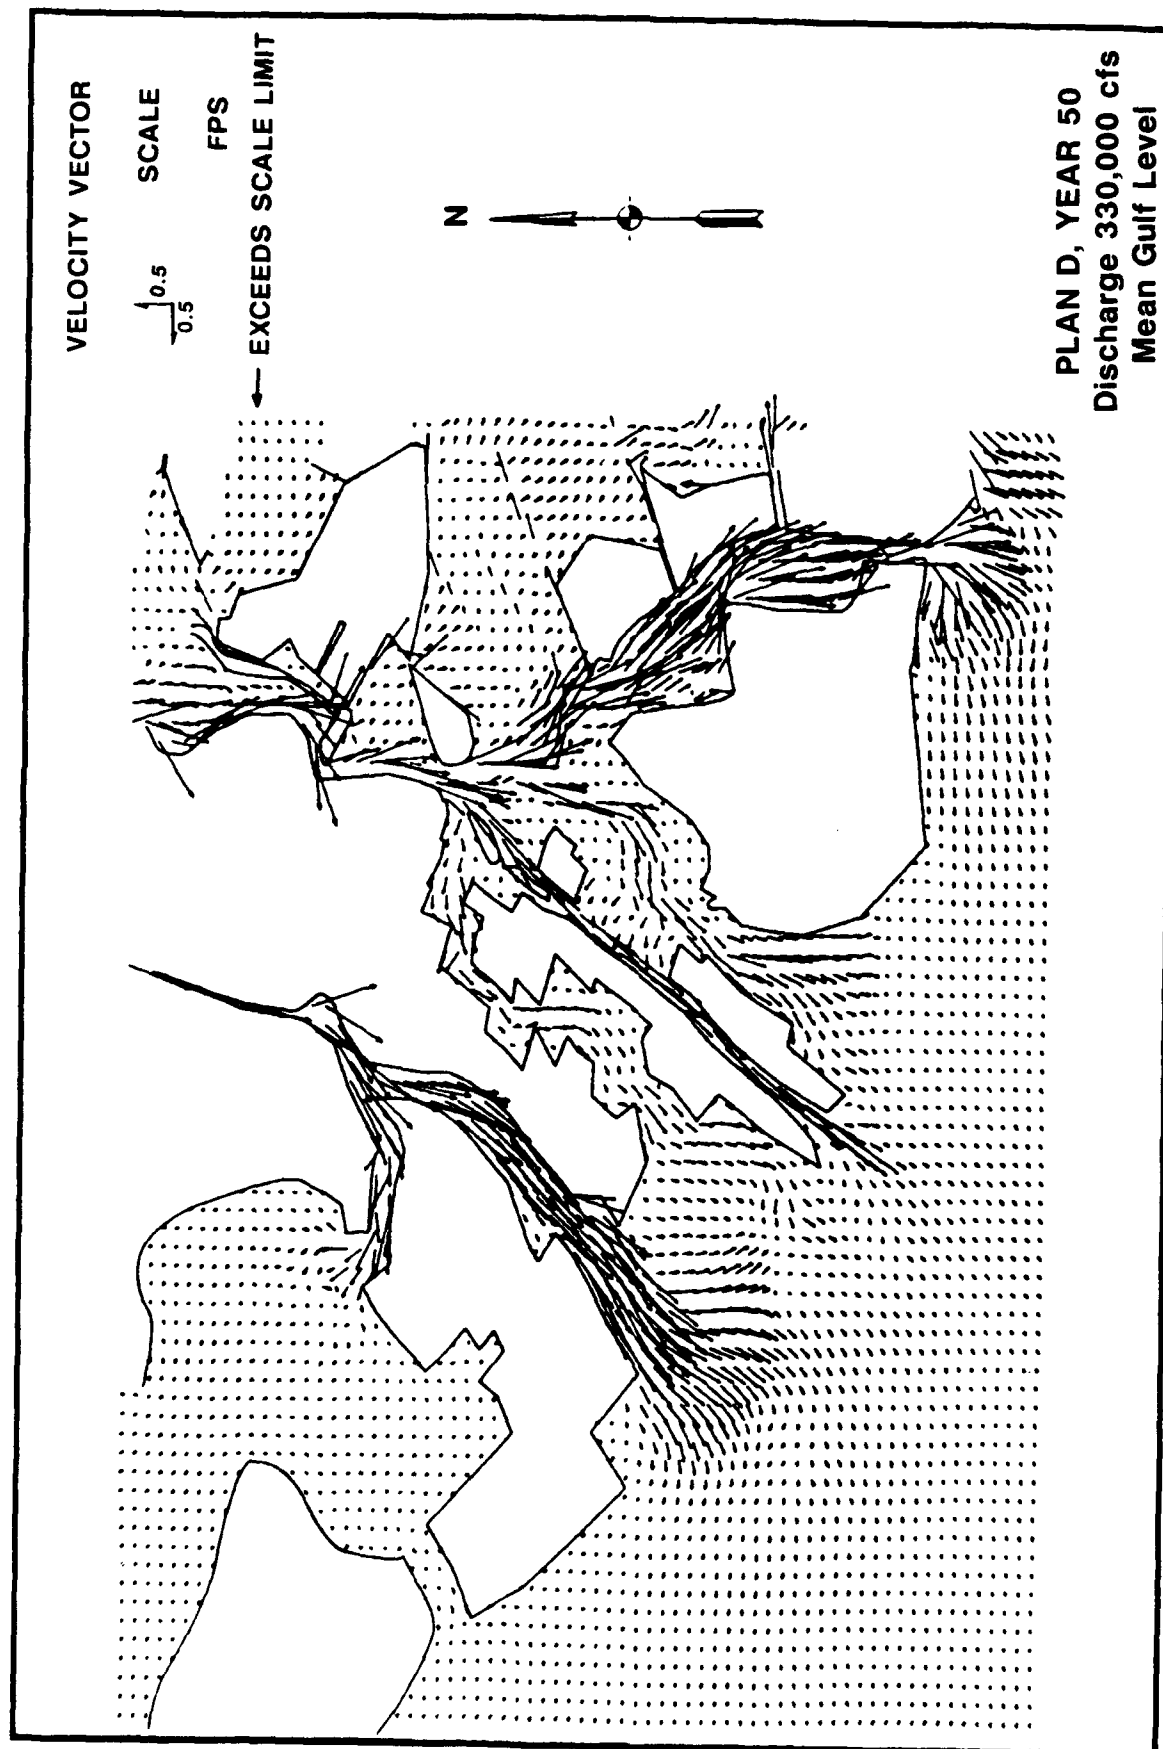 VELOCITY VECTOR
0.5
0.5
SCALE
FPS
EXCEEDS SCALE LIMIT
N
PLAN D, YEAR 50
Discharge 330,000 cfs
Mean Gulf Level